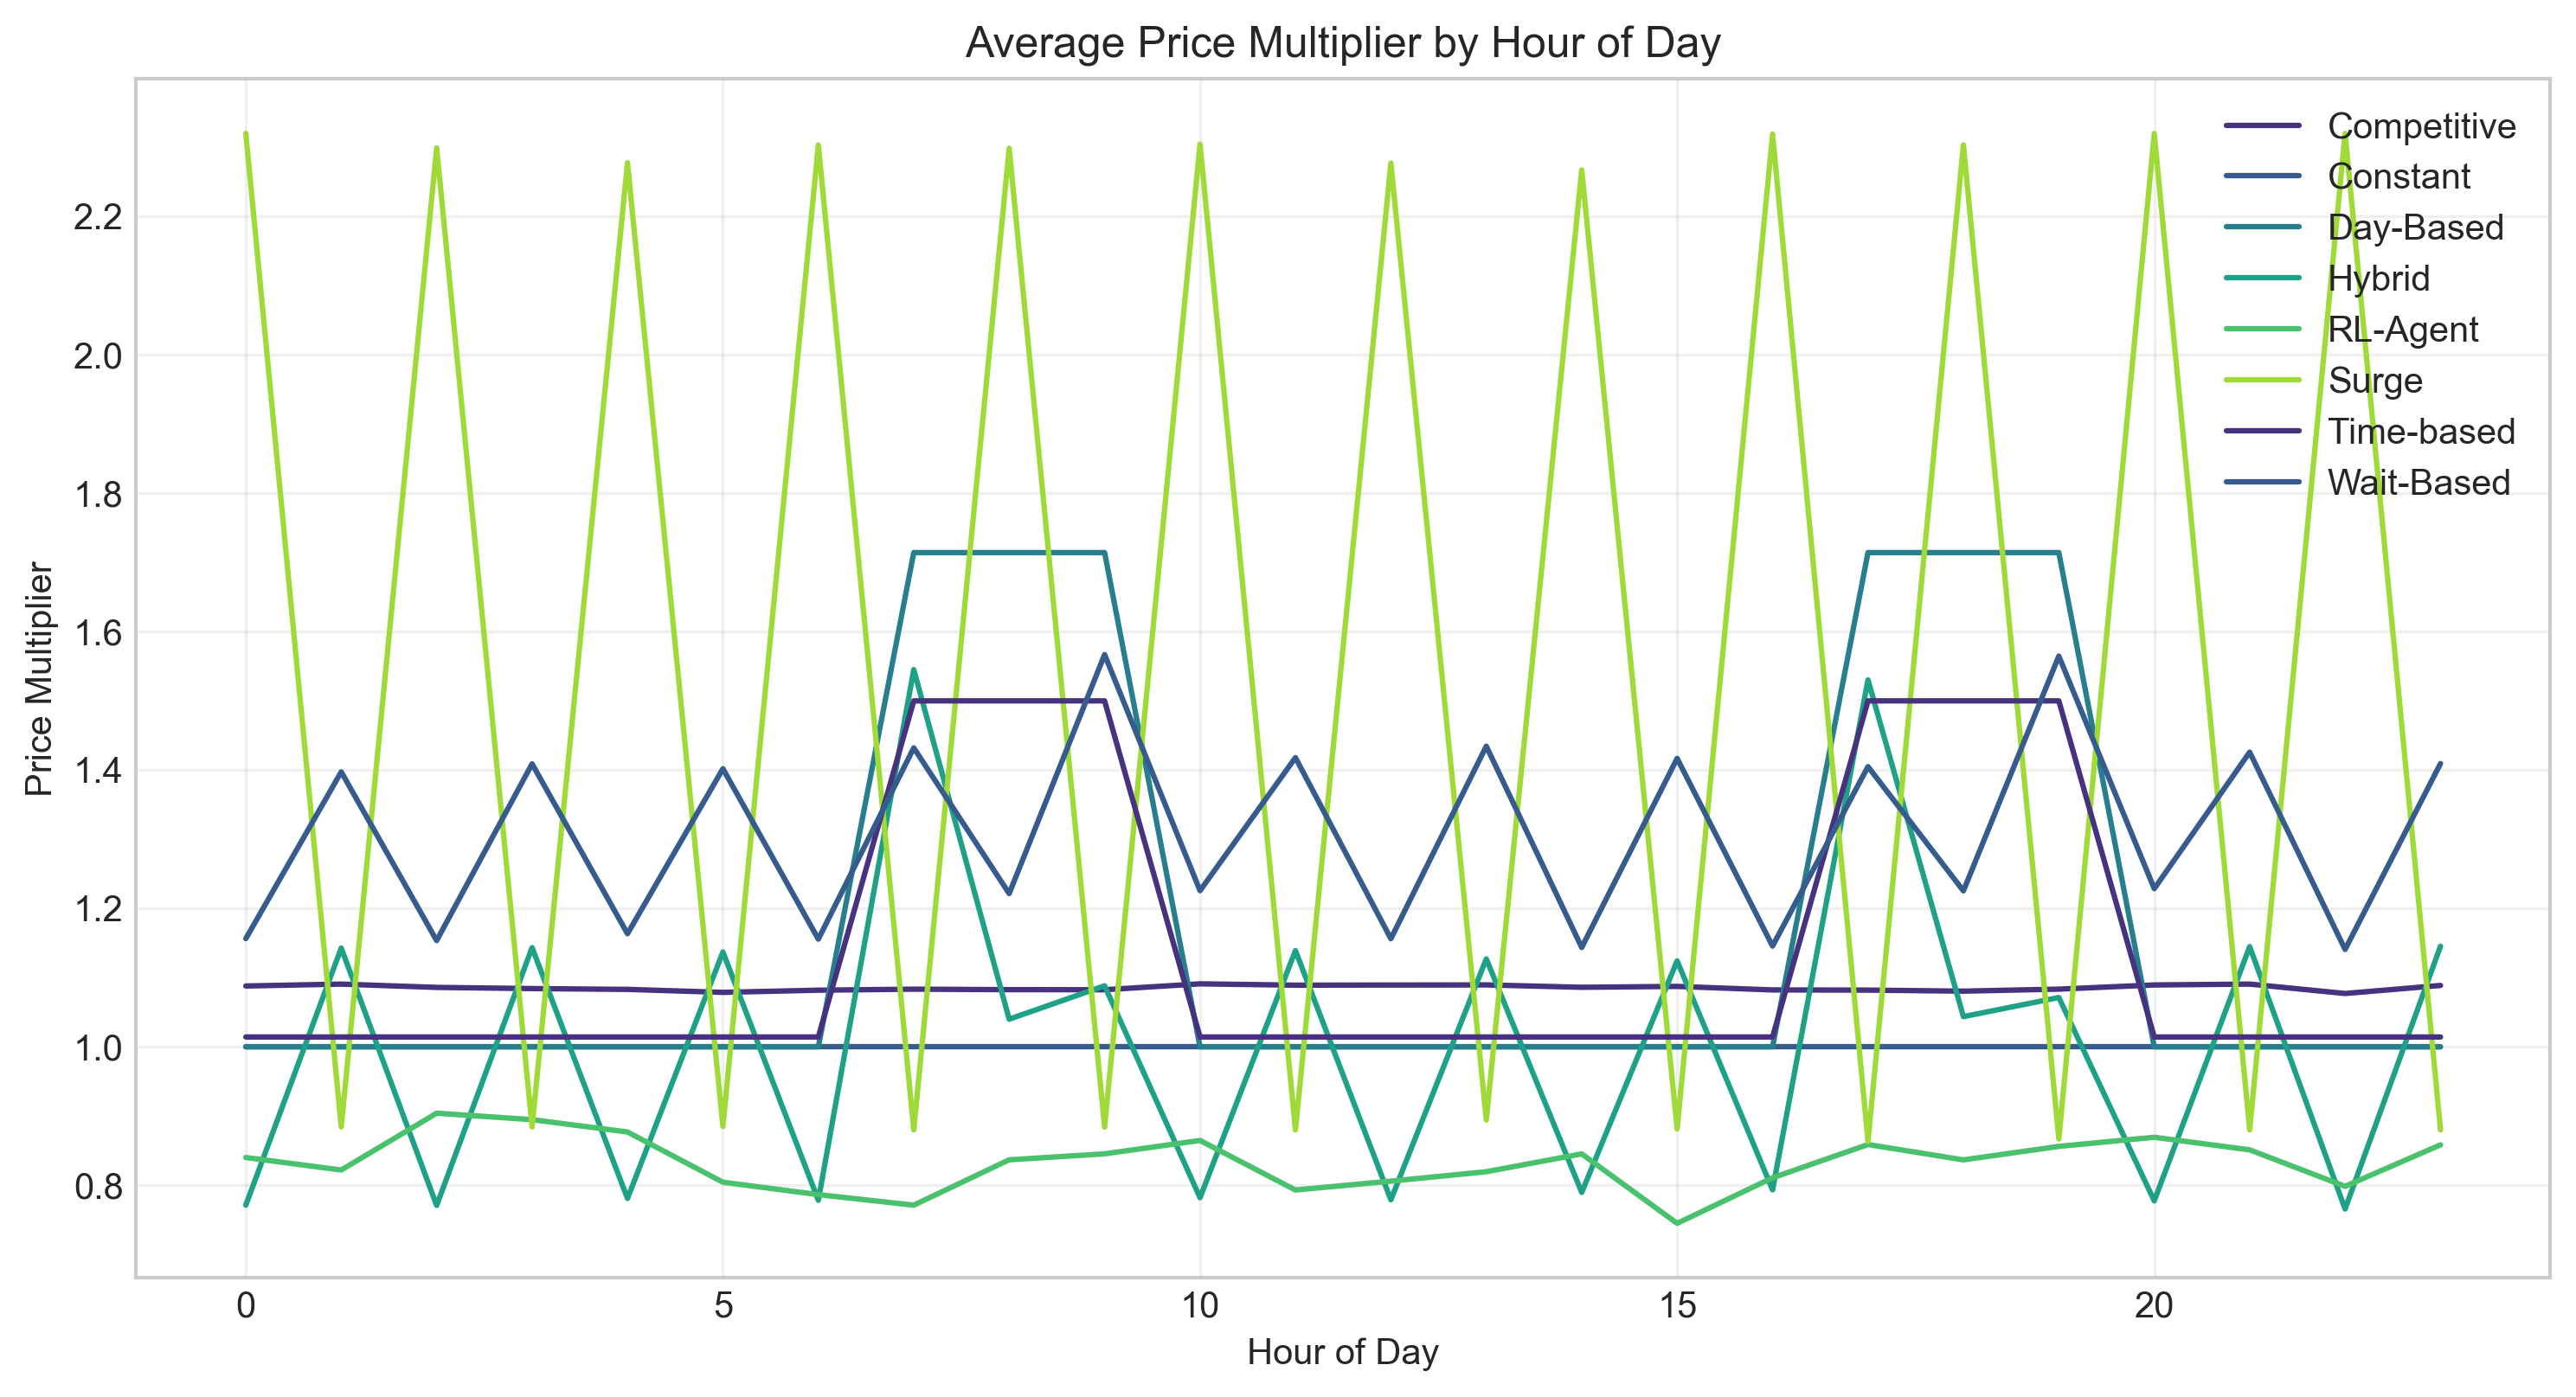 Average Price Multiplier by Hour of Day
Competitive
Constant
Day-Based
Hybrid
RL-Agent
Surge
Time-based
Wait-Based
Price Multiplier
2.2
2.0
1.8
1.6
1.4
1.2
1.0
0.8
0
5
10
15
20
Hour of Day